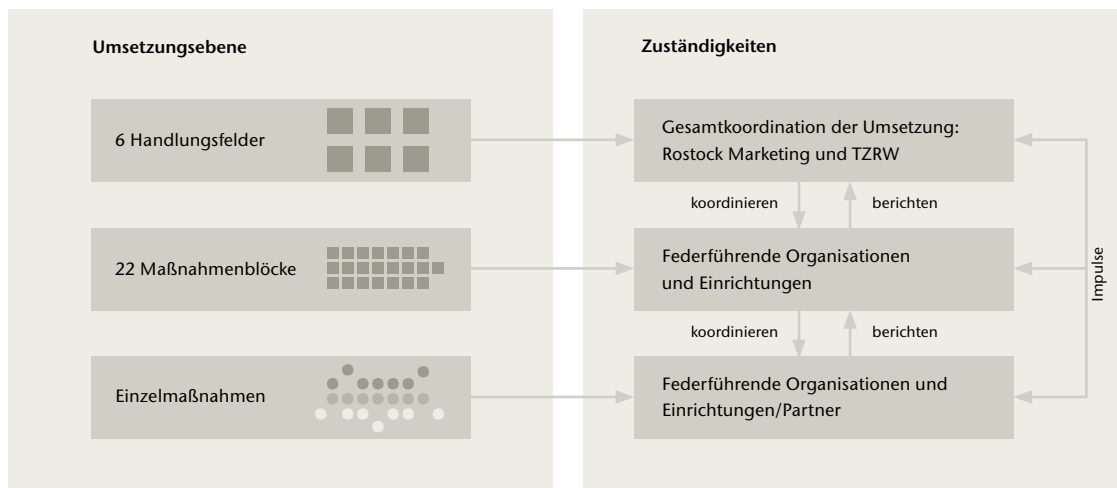 Umsetzungsebene
6 Handlungsfelder
22 Maßnahmenblöcke
Einzelmaßnahmen
Zuständigkeiten
Gesamtkoordination der Umsetzung:
Rostock Marketing und TZRW
koordinieren
berichten
Federführende Organisationen
und Einrichtungen
koordinieren
berichten
Federführende Organisationen und
Einrichtungen/Partner
Impulse